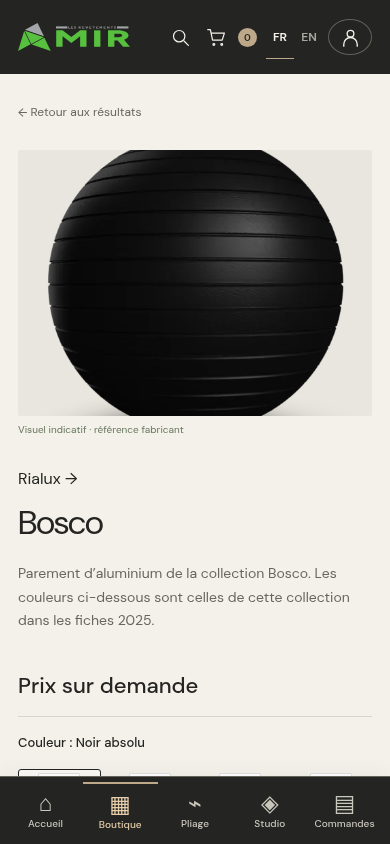 LES REVÊTEMENTS
AMIR
0
FR
EN
← Retour aux résultats
Visuel indicatif · référence fabricant
Rialux →
Bosco
Parement d’aluminium de la collection Bosco. Les
couleurs ci-dessous sont celles de cette collection
dans les fiches 2025.
Prix sur demande
Couleur : Noir absolu
Accueil
Boutique
Pliage
Studio
Commandes